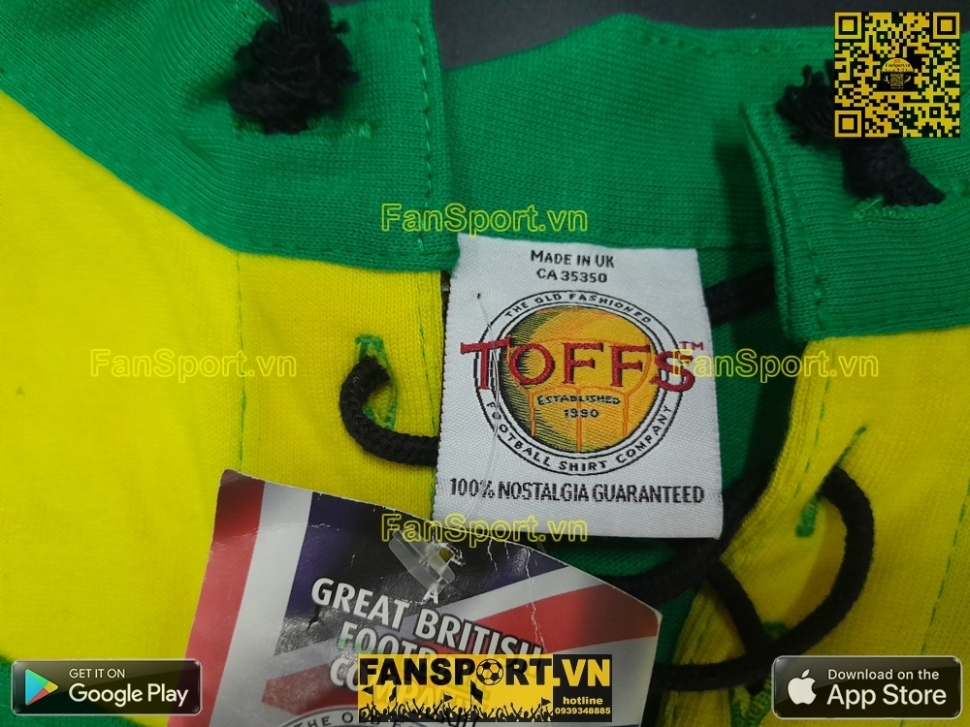 FanSport.vn
MADE IN UK
CA 35350
THE OLD FASHIONED
TOFFS™
ESTABLISHED
1990
FOOTBALL SHIRT COMPANY
100% NOSTALGIA GUARANTEED
FanSport.vn
FanSport.vn
FanSport.vn
A
GREAT BRITISH
THE
GET IT ON
Google Play
FANSPORT.VN
hotline
0939348885
Download on the
App Store